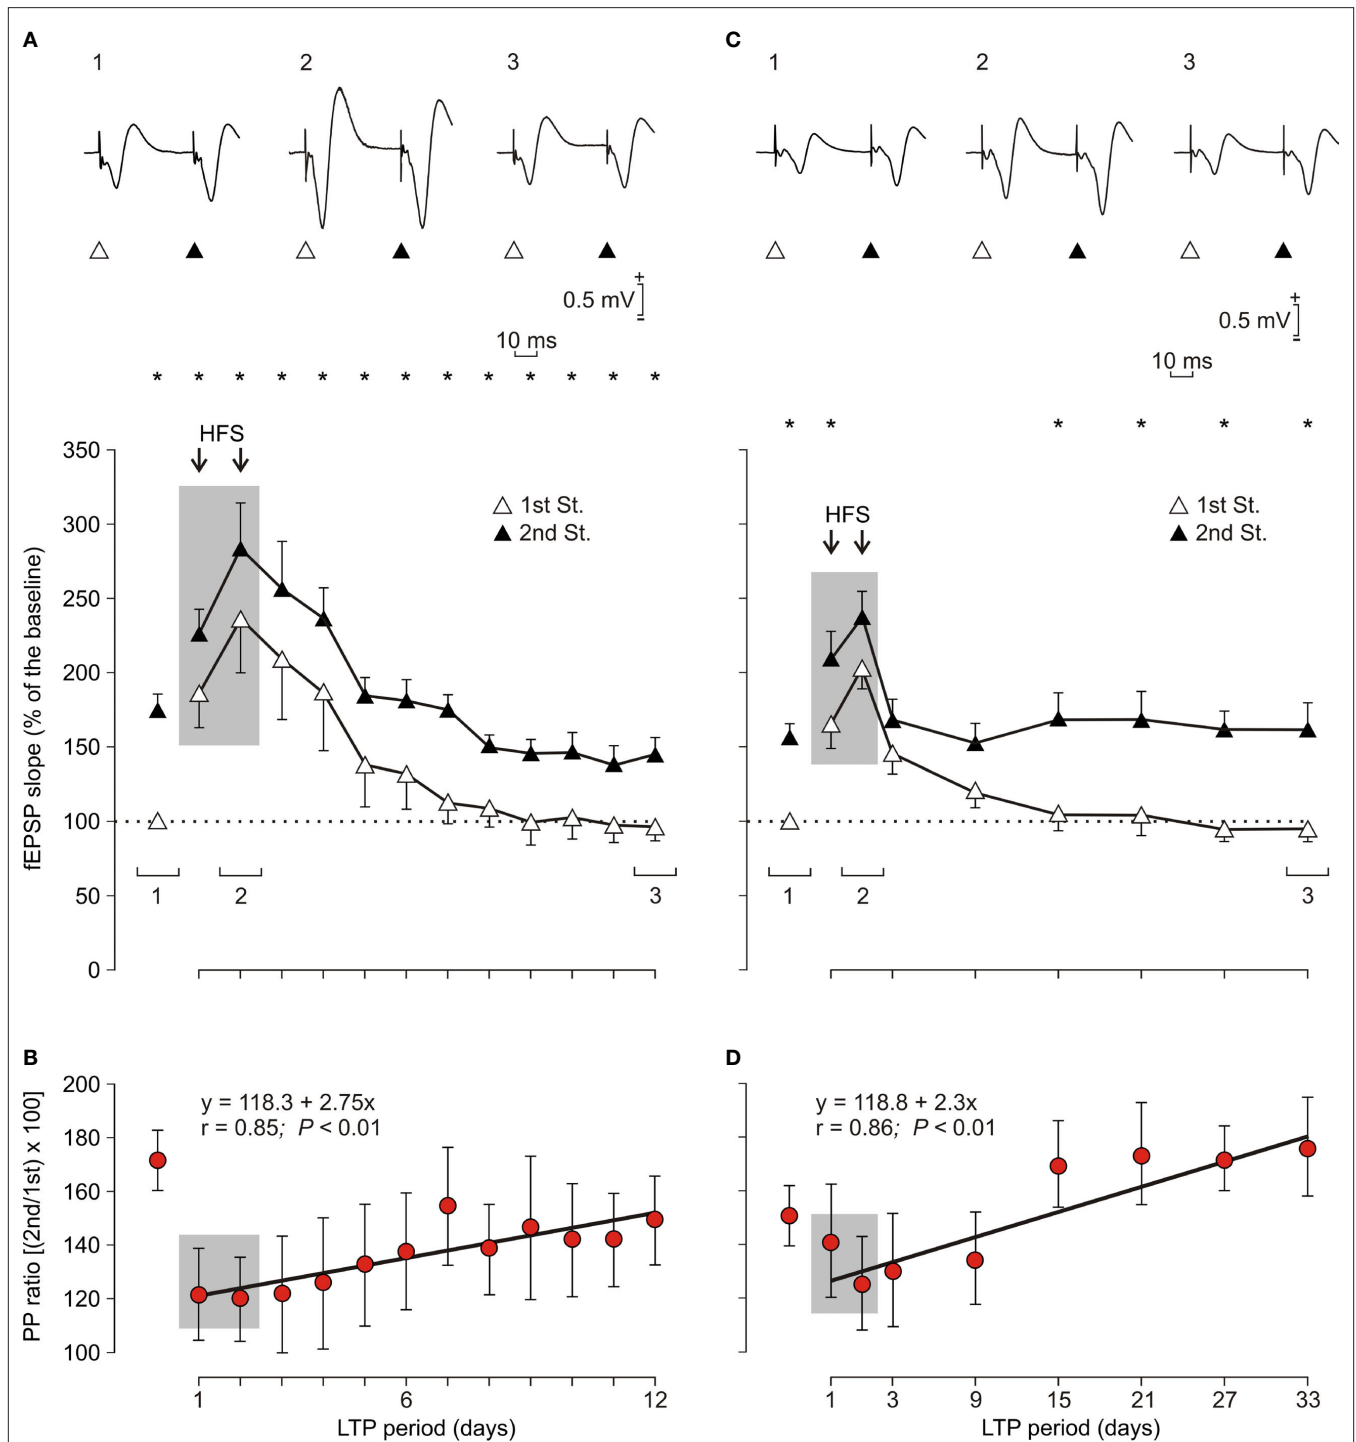 A
1 2 3
+
0.5 mV
-
10 ms
* * * * * * * * * * * * *
HFS
1st St.
2nd St.
350
300
250
200
150
100
50
0
fEPSP slope (% of the baseline)
1 2 3
C
1 2 3
+
0.5 mV
-
10 ms
* * * * * *
HFS
1st St.
2nd St.
1 2 3
B
y = 118.3 + 2.75x
r = 0.85; P < 0.01
200
180
160
140
120
100
PP ratio [(2nd/1st) x 100]
1 6 12
LTP period (days)
D
y = 118.8 + 2.3x
r = 0.86; P < 0.01
1 3 9 15 21 27 33
LTP period (days)